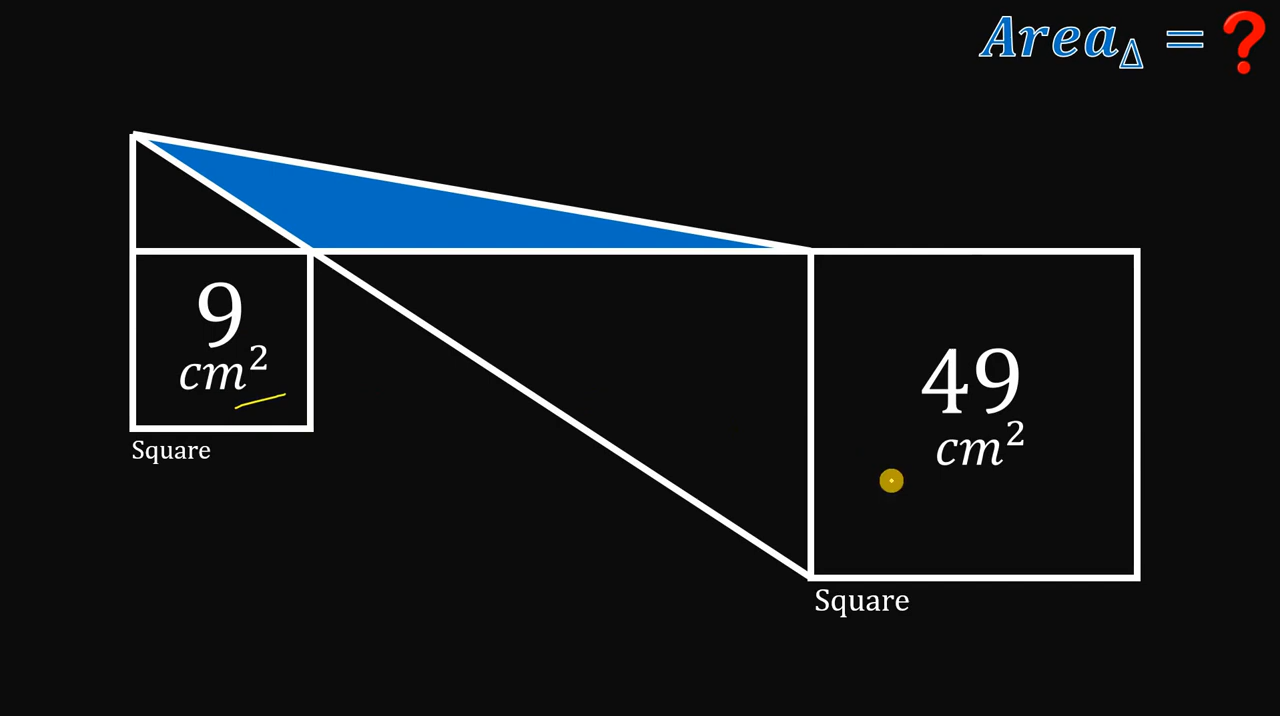 Area△ = ❓
9
cm²
Square
49
cm²
Square